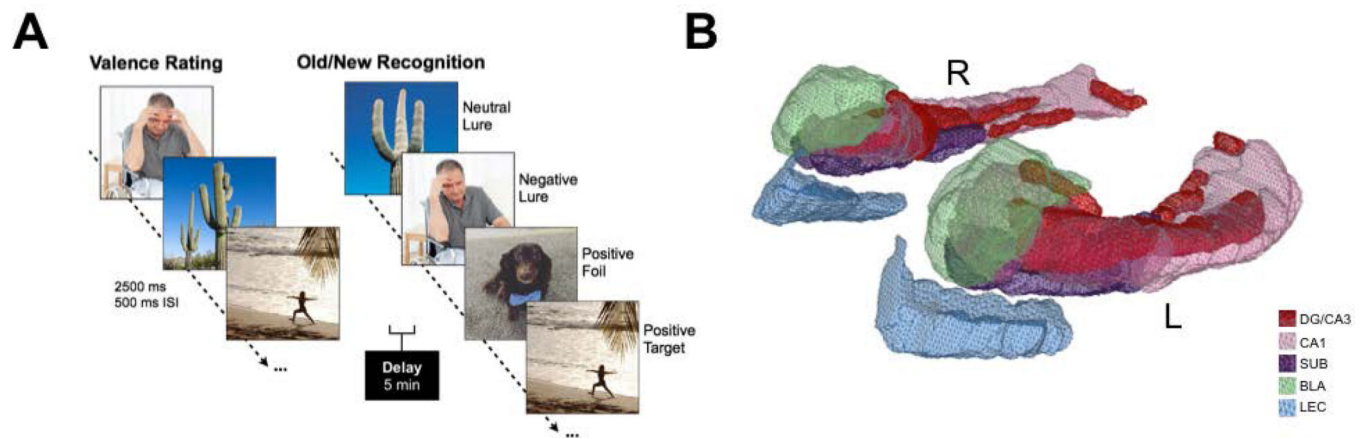 A
Valence Rating
2500 ms
500 ms ISI
...
Old/New Recognition
Neutral
Lure
Negative
Lure
Positive
Foil
Positive
Target
Delay
5 min
...
B
R
L
DG/CA3
CA1
SUB
BLA
LEC